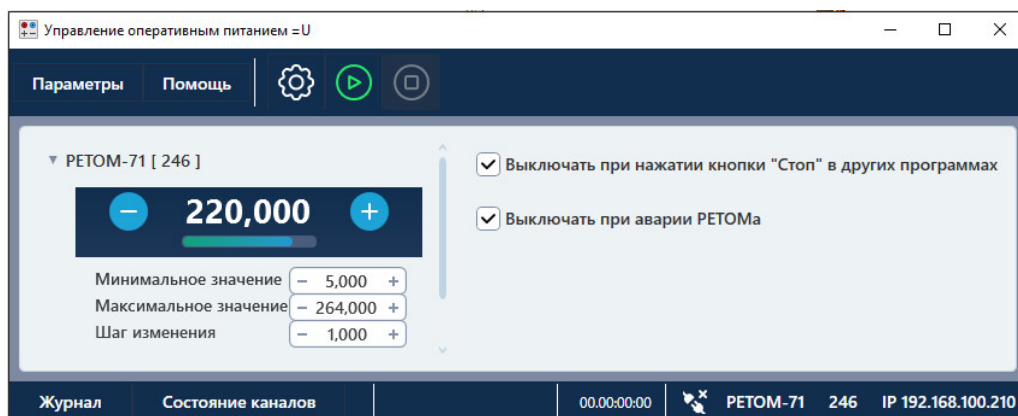 Управление оперативным питанием =U
Параметры Помощь
РЕТОМ-71 [ 246 ]
220,000
Минимальное значение 5,000
Максимальное значение 264,000
Шаг изменения 1,000
Выключать при нажатии кнопки "Стоп" в других программах
Выключать при аварии РЕТОМа
Журнал Состояние каналов 00.00:00:00 РЕТОМ-71 246 IP 192.168.100.210